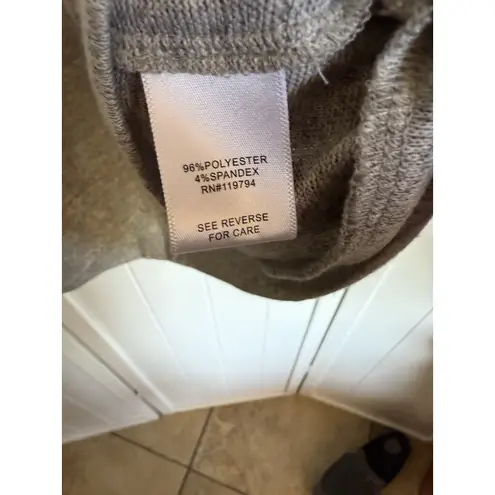 96%POLYESTER
4%SPANDEX
RN#119794
SEE REVERSE
FOR CARE